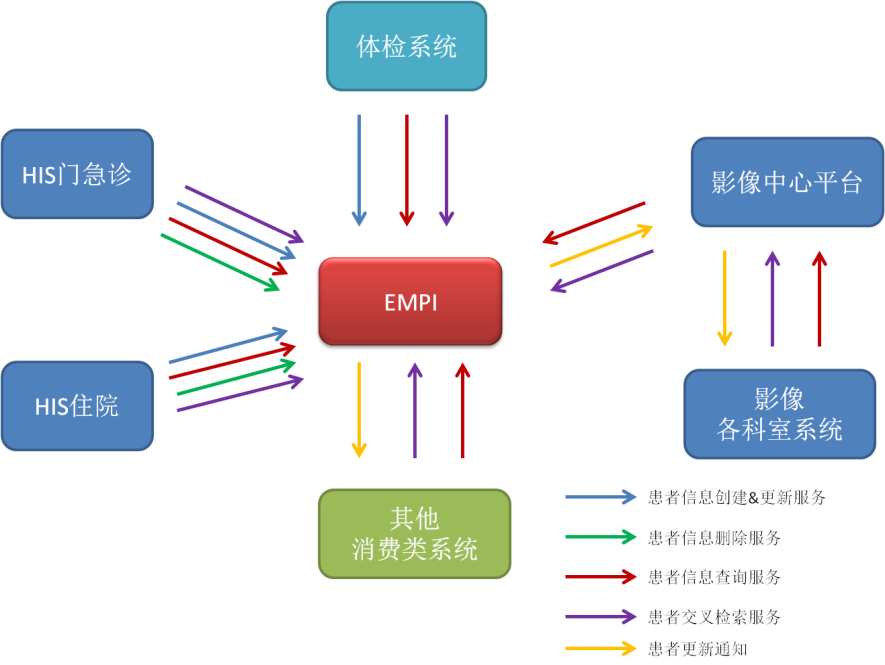 体检系统
HIS门急诊
影像中心平台
EMPI
HIS住院
影像
各科室系统
其他
消费类系统
患者信息创建&更新服务
患者信息删除服务
患者信息查询服务
患者交叉检索服务
患者更新通知